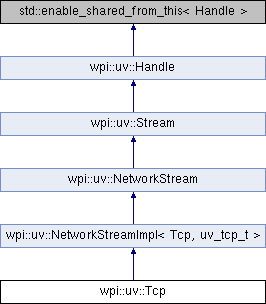 std::enable_shared_from_this< Handle >
wpi::uv::Handle
wpi::uv::Stream
wpi::uv::NetworkStream
wpi::uv::NetworkStreamImpl< Tcp, uv_tcp_t >
wpi::uv::Tcp